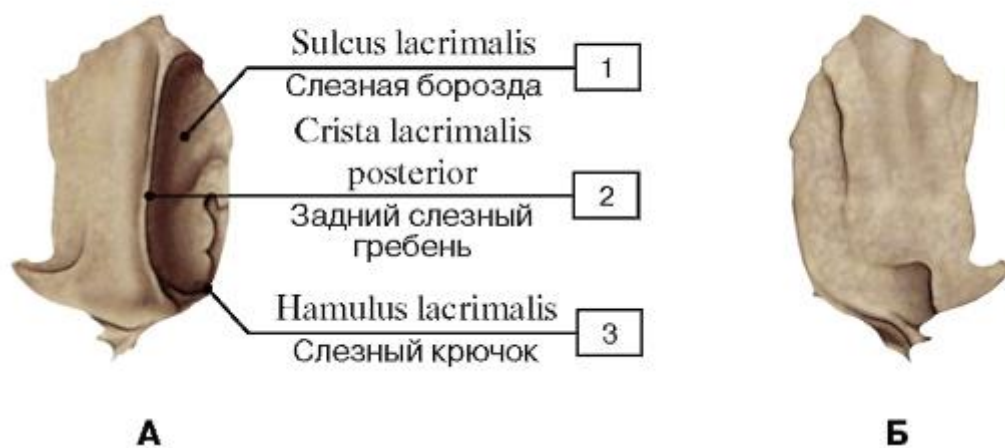 Sulcus lacrimalis
1
Слезная борозда
Crista lacrimalis
posterior
2
Задний слезный
гребень
Hamulus lacrimalis
3
Слезный крючок
А
Б